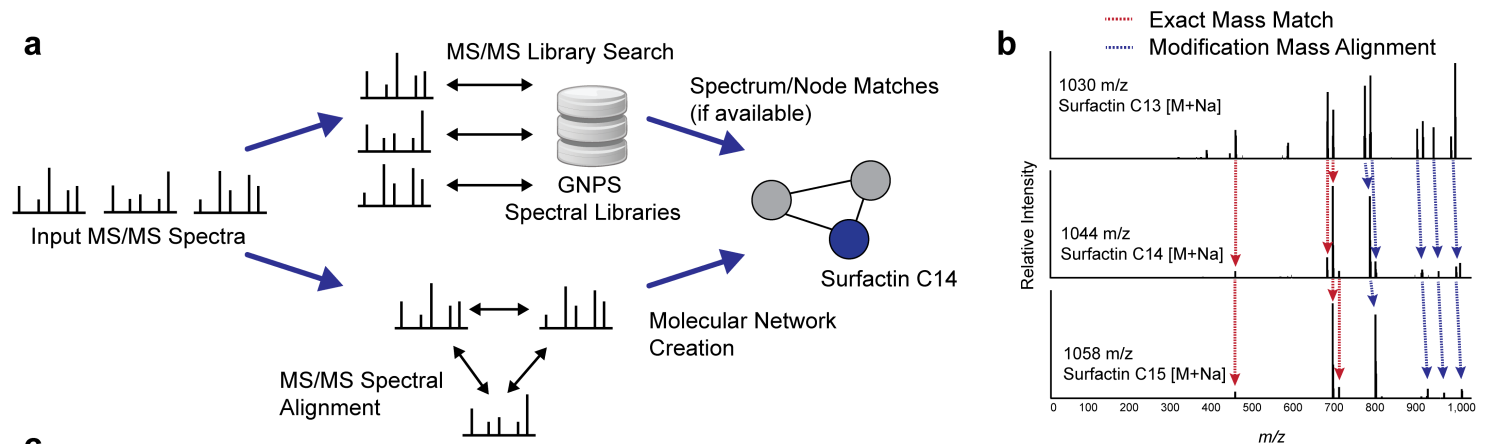 a
MS/MS Library Search
Spectrum/Node Matches
(if available)
GNPS
Spectral Libraries
Input MS/MS Spectra
Surfactin C14
Molecular Network
Creation
MS/MS Spectral
Alignment
b
Exact Mass Match
Modification Mass Alignment
1030 m/z
Surfactin C13 [M+Na]
1044 m/z
Surfactin C14 [M+Na]
1058 m/z
Surfactin C15 [M+Na]
Relative Intensity
0 100 200 300 400 500 600 700 800 900 1,000
m/z